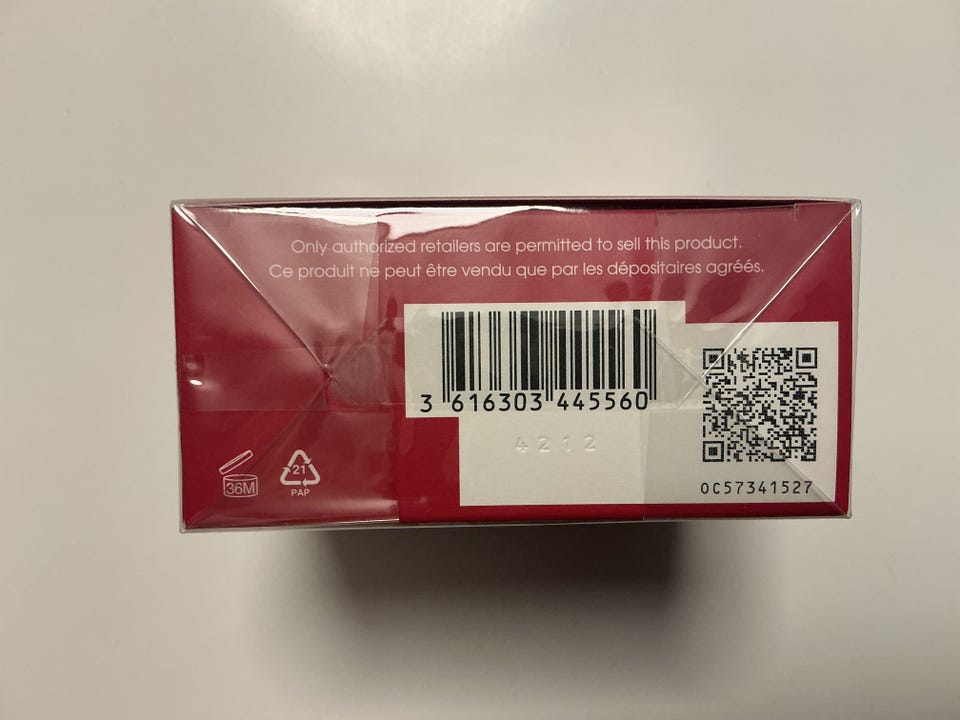 Only authorized retailers are permitted to sell this product.
Ce produit ne peut être vendu que par les dépositaires agréés.
3 616303 445560
4212
0C57341527
36M
21
PAP